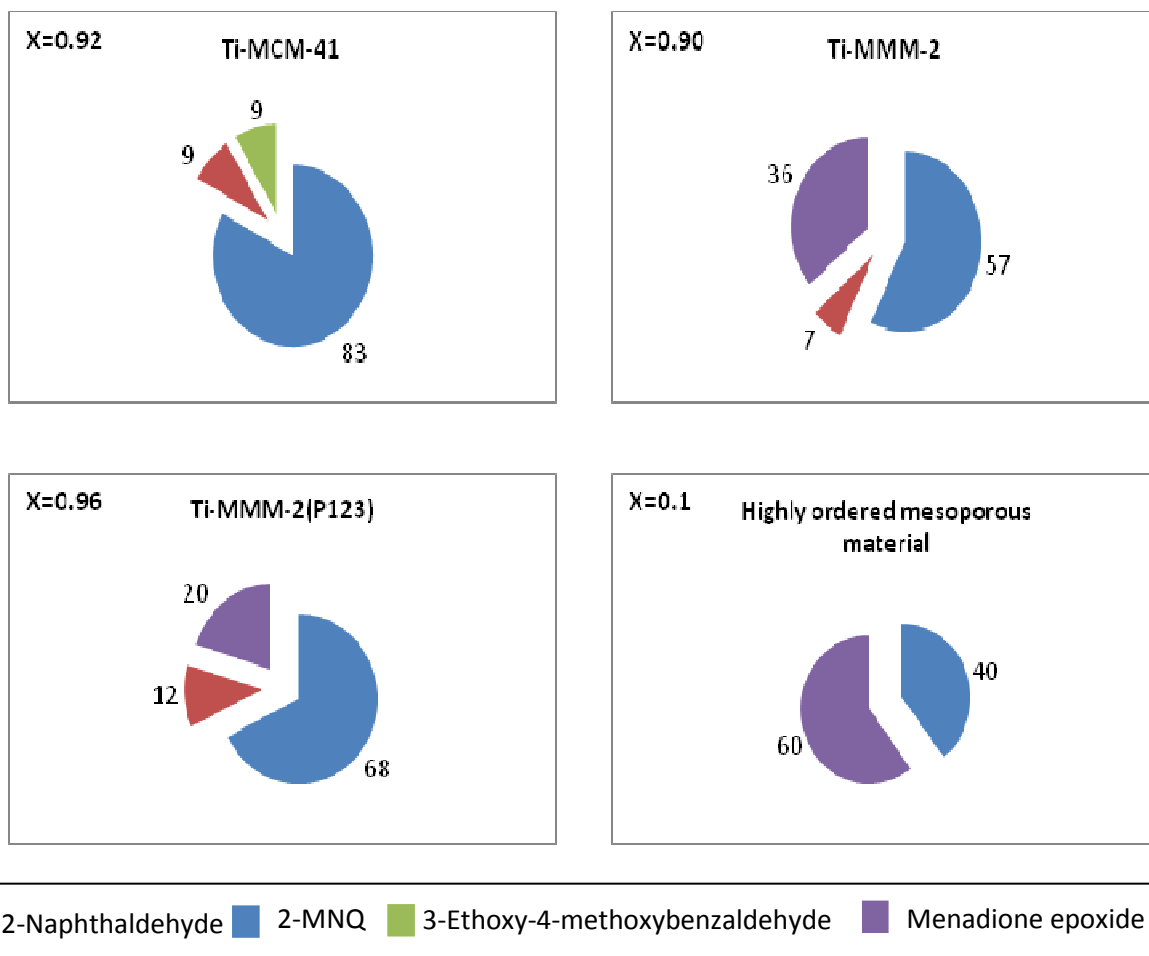 X=0.92
Ti-MCM-41
9
9
83
X=0.90
Ti-MMM-2
36
57
7
X=0.96
Ti-MMM-2(P123)
20
12
68
X=0.1
Highly ordered mesoporous
material
40
60
2-Naphthaldehyde 2-MNQ 3-Ethoxy-4-methoxybenzaldehyde Menadione epoxide